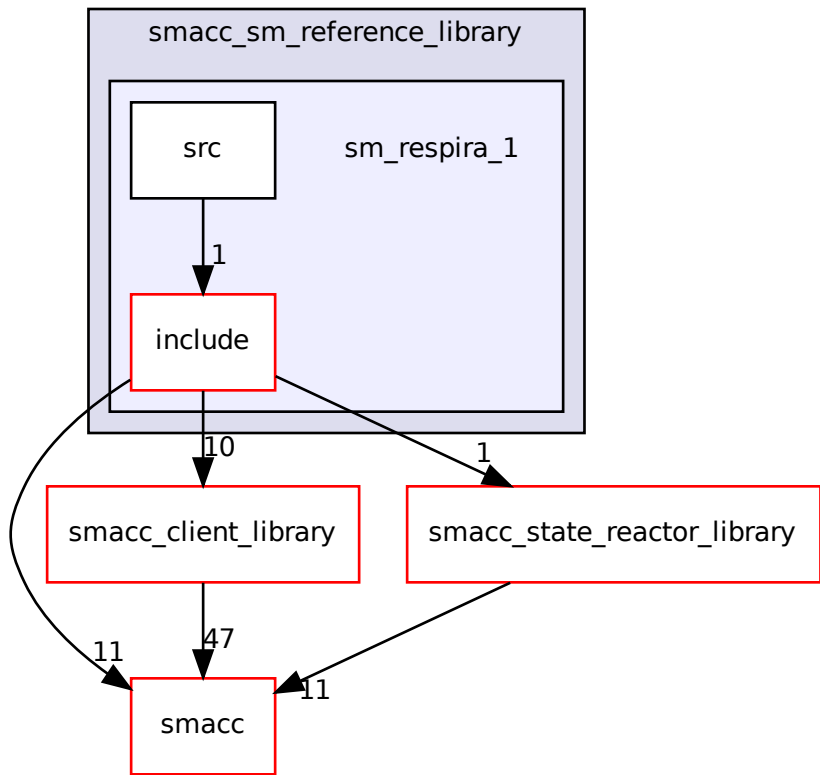 smacc_sm_reference_library
src
sm_respira_1
1
include
10
1
smacc_client_library
smacc_state_reactor_library
47
11
11
smacc